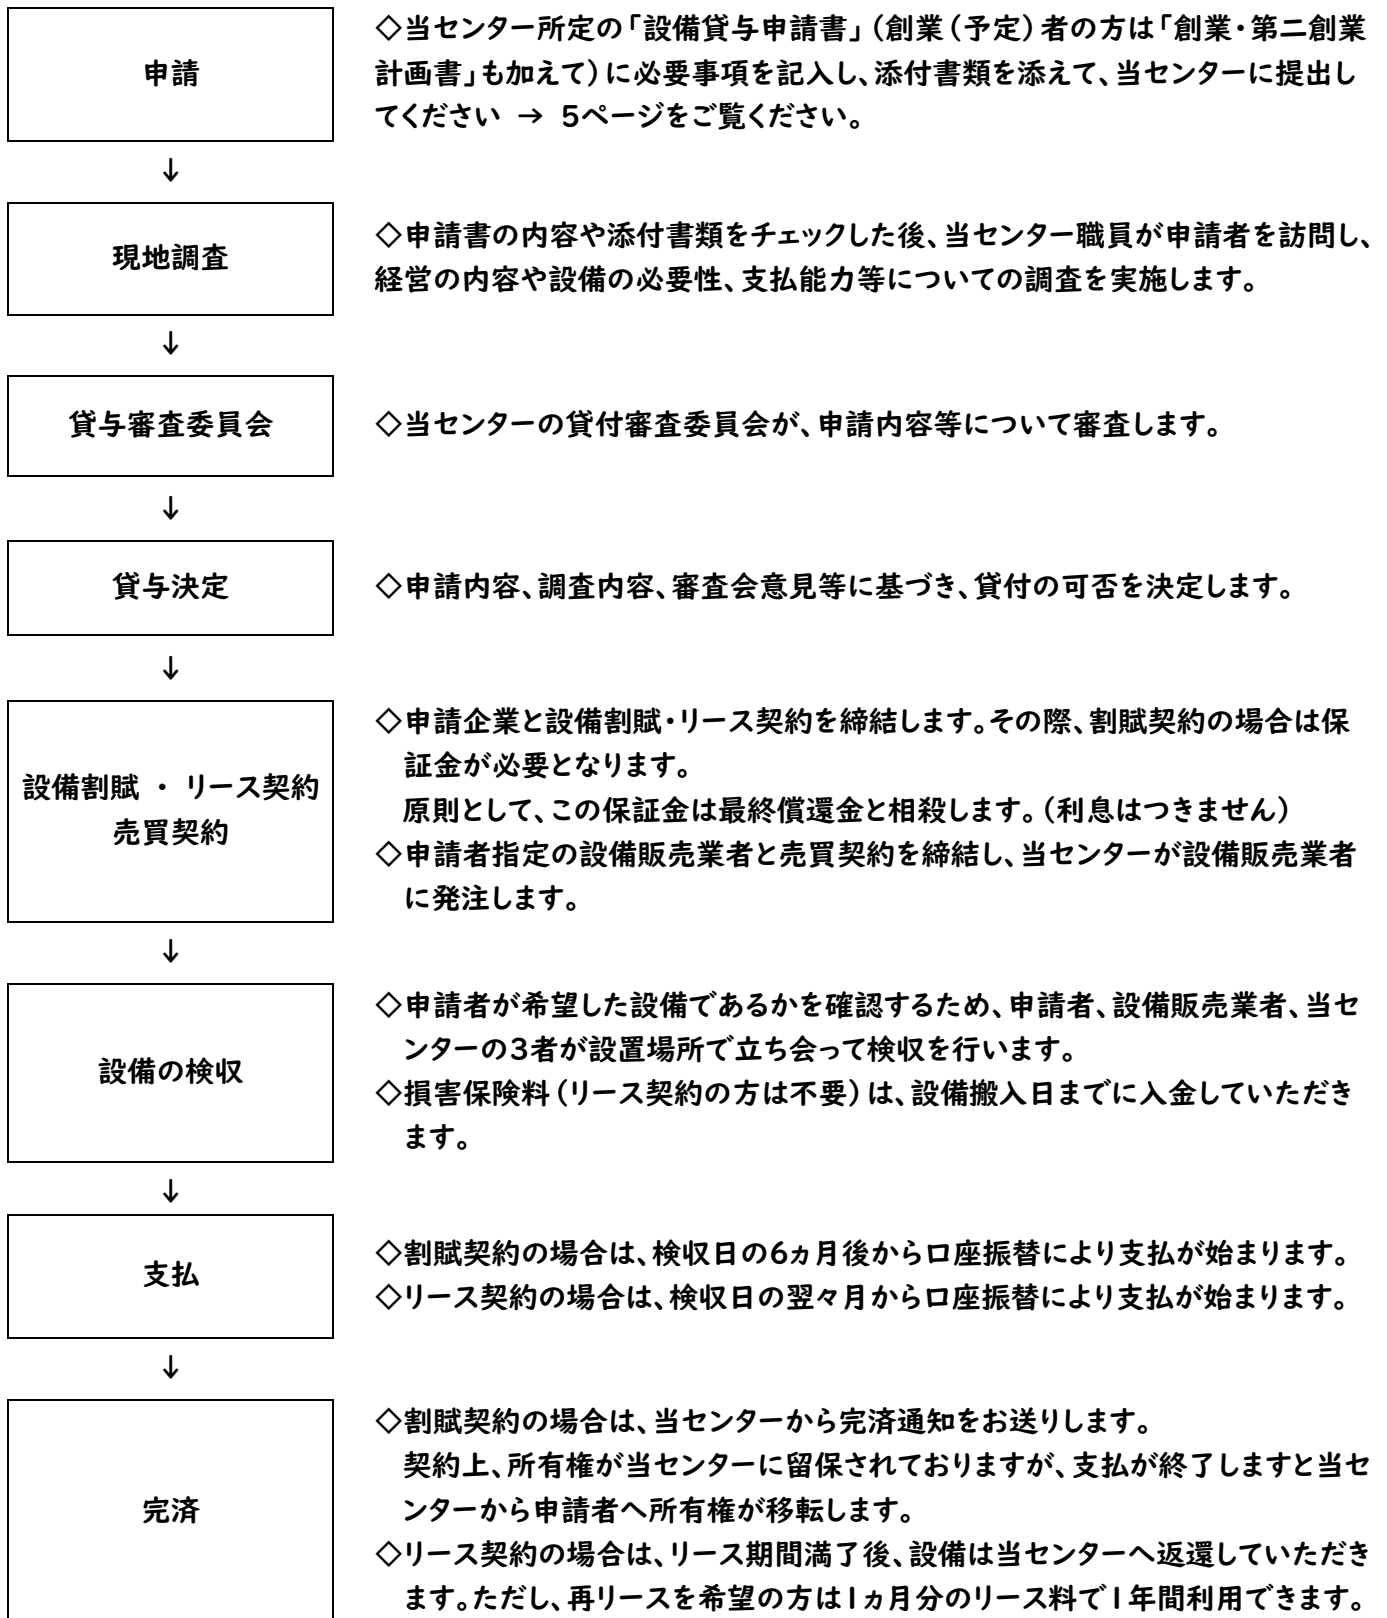 申請
◇当センター所定の「設備貸与申請書」（創業（予定）者の方は「創業・第二創業
計画書」も加えて）に必要事項を記入し、添付書類を添えて、当センターに提出し
てください → 5ページをご覧ください。
↓
現地調査
◇申請書の内容や添付書類をチェックした後、当センター職員が申請者を訪問し、
経営の内容や設備の必要性、支払能力等についての調査を実施します。
↓
貸与審査委員会
◇当センターの貸付審査委員会が、申請内容等について審査します。
↓
貸与決定
◇申請内容、調査内容、審査会意見等に基づき、貸付の可否を決定します。
↓
設備割賦 ・ リース契約
売買契約
◇申請企業と設備割賦・リース契約を締結します。その際、割賦契約の場合は保
証金が必要となります。
原則として、この保証金は最終償還金と相殺します。（利息はつきません）
◇申請者指定の設備販売業者と売買契約を締結し、当センターが設備販売業者
に発注します。
↓
設備の検収
◇申請者が希望した設備であるかを確認するため、申請者、設備販売業者、当セ
ンターの3者が設置場所で立ち会って検収を行います。
◇損害保険料（リース契約の方は不要）は、設備搬入日までに入金していただき
ます。
↓
支払
◇割賦契約の場合は、検収日の6ヵ月後から口座振替により支払が始まります。
◇リース契約の場合は、検収日の翌々月から口座振替により支払が始まります。
↓
完済
◇割賦契約の場合は、当センターから完済通知をお送りします。
契約上、所有権が当センターに留保されておりますが、支払が終了しますと当セ
ンターから申請者へ所有権が移転します。
◇リース契約の場合は、リース期間満了後、設備は当センターへ返還していただき
ます。ただし、再リースを希望の方は1ヵ月分のリース料で1年間利用できます。